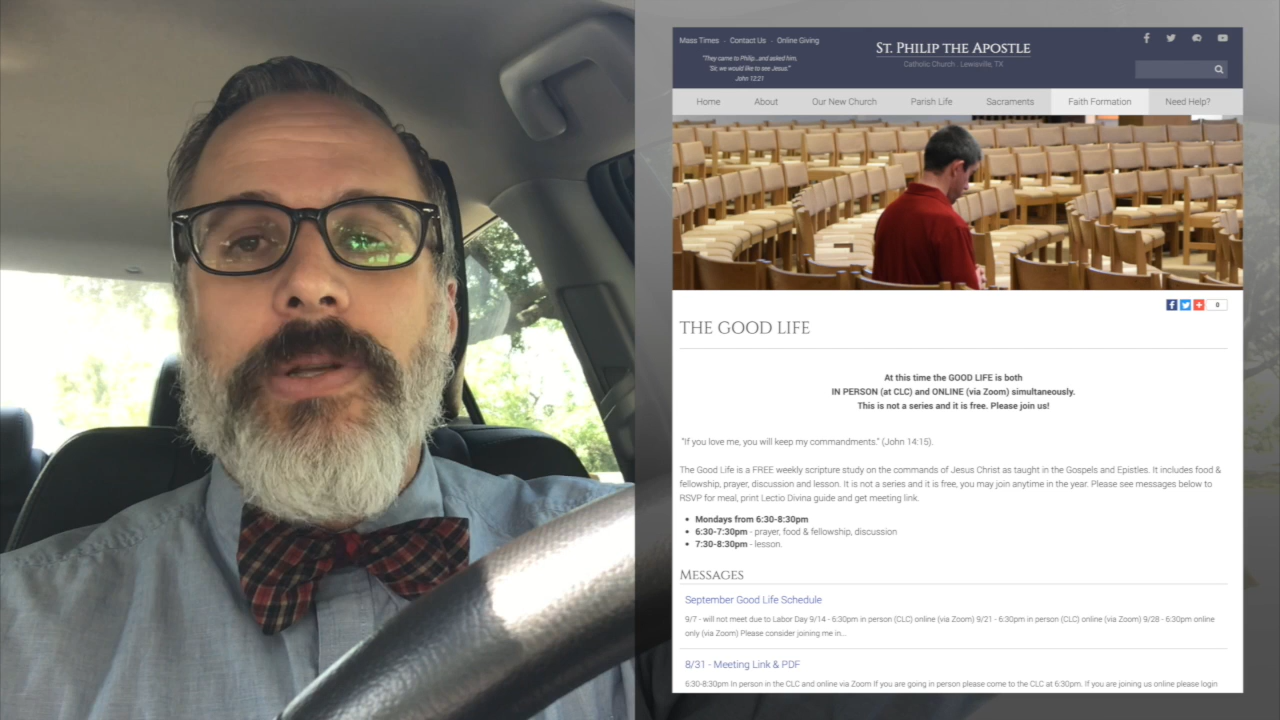 Mass Times · Contact Us · Online Giving
"They came to Philip...and asked him,
'Sir, we would like to see Jesus.'"
John 12:21
ST. PHILIP THE APOSTLE
Catholic Church . Lewisville, TX
Home About Our New Church Parish Life Sacraments Faith Formation Need Help?
0
THE GOOD LIFE
At this time the GOOD LIFE is both
IN PERSON (at CLC) and ONLINE (via Zoom) simultaneously.
This is not a series and it is free. Please join us!
"If you love me, you will keep my commandments." (John 14:15).
The Good Life is a FREE weekly scripture study on the commands of Jesus Christ as taught in the Gospels and Epistles. It includes food &
fellowship, prayer, discussion and lesson. It is not a series and it is free, you may join anytime in the year. Please see messages below to
RSVP for meal, print Lectio Divina guide and get meeting link.
• Mondays from 6:30-8:30pm
• 6:30-7:30pm - prayer, food & fellowship, discussion
• 7:30-8:30pm - lesson.
MESSAGES
September Good Life Schedule
9/7 - will not meet due to Labor Day 9/14 - 6:30pm in person (CLC) online (via Zoom) 9/21 - 6:30pm in person (CLC) online (via Zoom) 9/28 - 6:30pm online
only (via Zoom) Please consider joining me in...
8/31 - Meeting Link & PDF
6:30-8:30pm In person in the CLC and online via Zoom If you are going in person please come to the CLC at 6:30pm. If you are joining us online please login